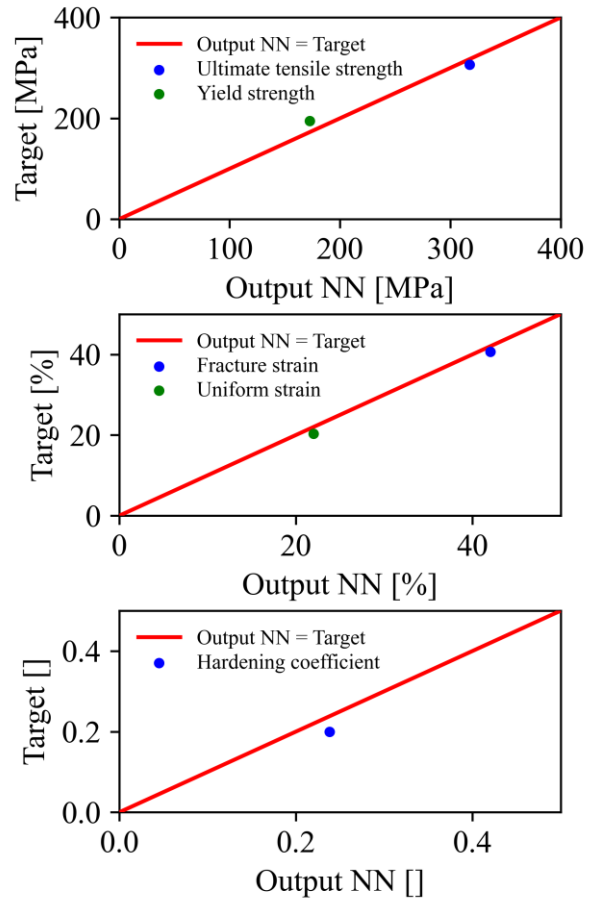 400
Output NN = Target
Ultimate tensile strength
Yield strength
200
0
Target [MPa]
0 100 200 300 400
Output NN [MPa]
Output NN = Target
Fracture strain
Uniform strain
40
20
0
Target [%]
0 20 40
Output NN [%]
Output NN = Target
Hardening coefficient
0.4
0.2
0.0
Target []
0.0 0.2 0.4
Output NN []